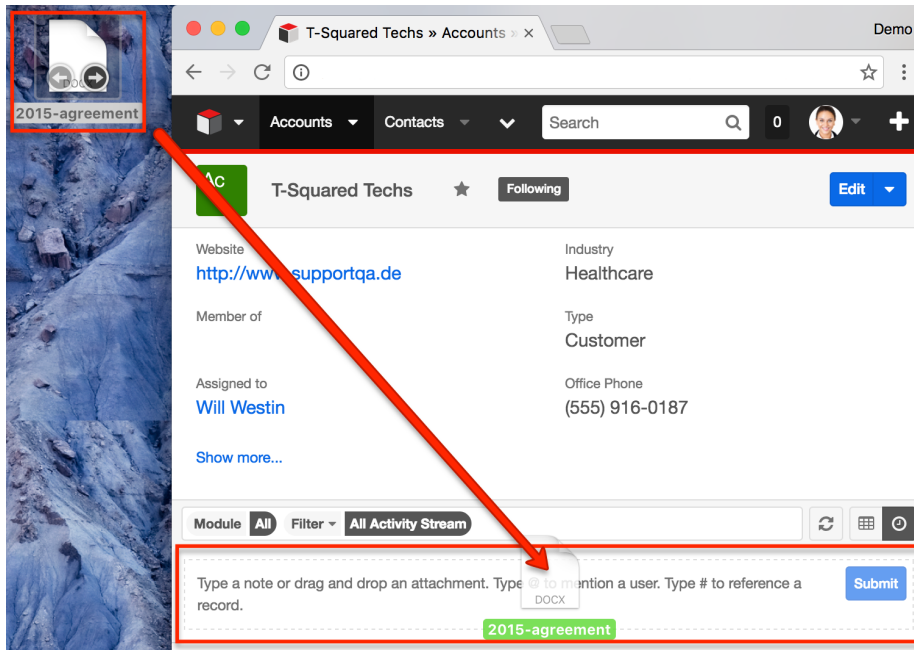 DOCX
2015-agreement
T-Squared Techs » Accounts »
Demo
Accounts
Contacts
Search
0
Ac
T-Squared Techs
Following
Edit
Website
Industry
http://www.supportqa.de
Healthcare
Member of
Type
Customer
Assigned to
Office Phone
Will Westin
(555) 916-0187
Show more...
Module All Filter All Activity Stream
Type a note or drag and drop an attachment. Type @ to mention a user. Type # to reference a
record.
Submit
DOCX
2015-agreement